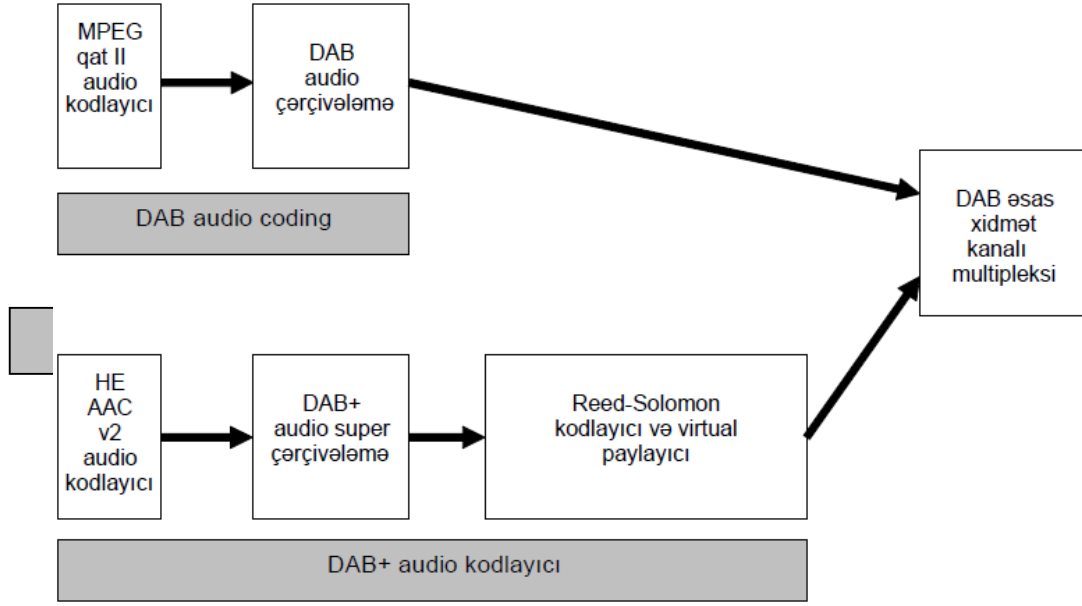 MPEG
qat II
audio
kodlayıcı
DAB
audio
çərçivələmə
DAB audio coding
DAB əsas
xidmət
kanalı
multipleksi
HE
AAC
v2
audio
kodlayıcı
DAB+
audio super
çərçivələmə
Reed-Solomon
kodlayıcı və virtual
paylayıcı
DAB+ audio kodlayıcı